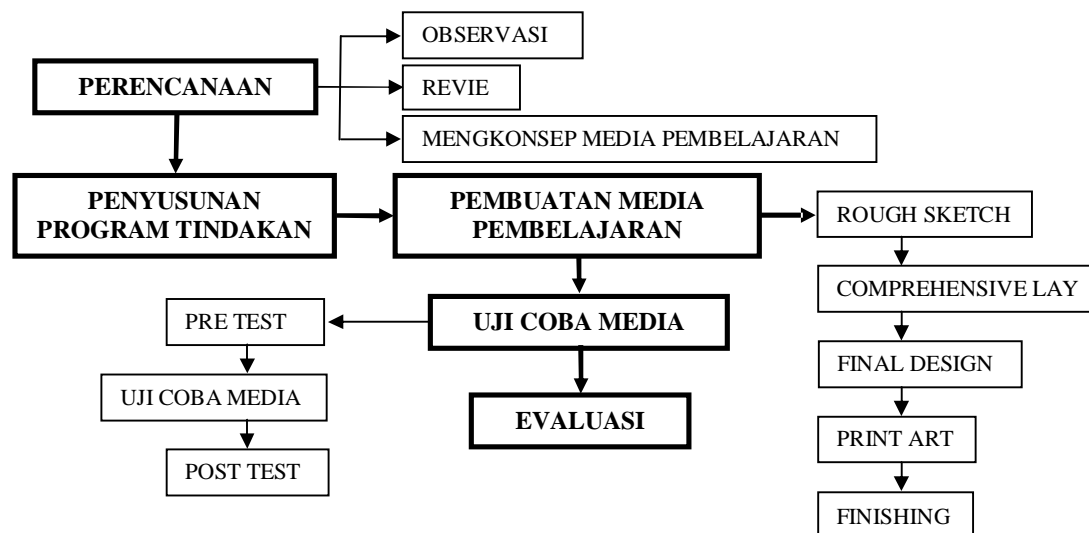 OBSERVASI
PERENCANAAN
REVIE
MENGKONSEP MEDIA PEMBELAJARAN
PENYUSUNAN
PROGRAM TINDAKAN
PEMBUATAN MEDIA
PEMBELAJARAN
ROUGH SKETCH
COMPREHENSIVE LAY
PRE TEST
UJI COBA MEDIA
FINAL DESIGN
UJI COBA MEDIA
EVALUASI
PRINT ART
POST TEST
FINISHING